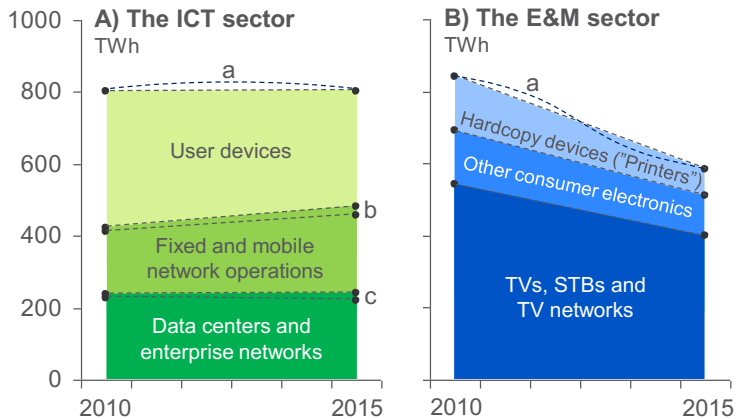 A) The ICT sector
TWh
1000
800
600
400
200
0
a
User devices
b
Fixed and mobile
network operations
c
Data centers and
enterprise networks
2010
2015
B) The E&M sector
TWh
a
Hardcopy devices (”Printers”)
Other consumer electronics
TVs, STBs and
TV networks
2010
2015